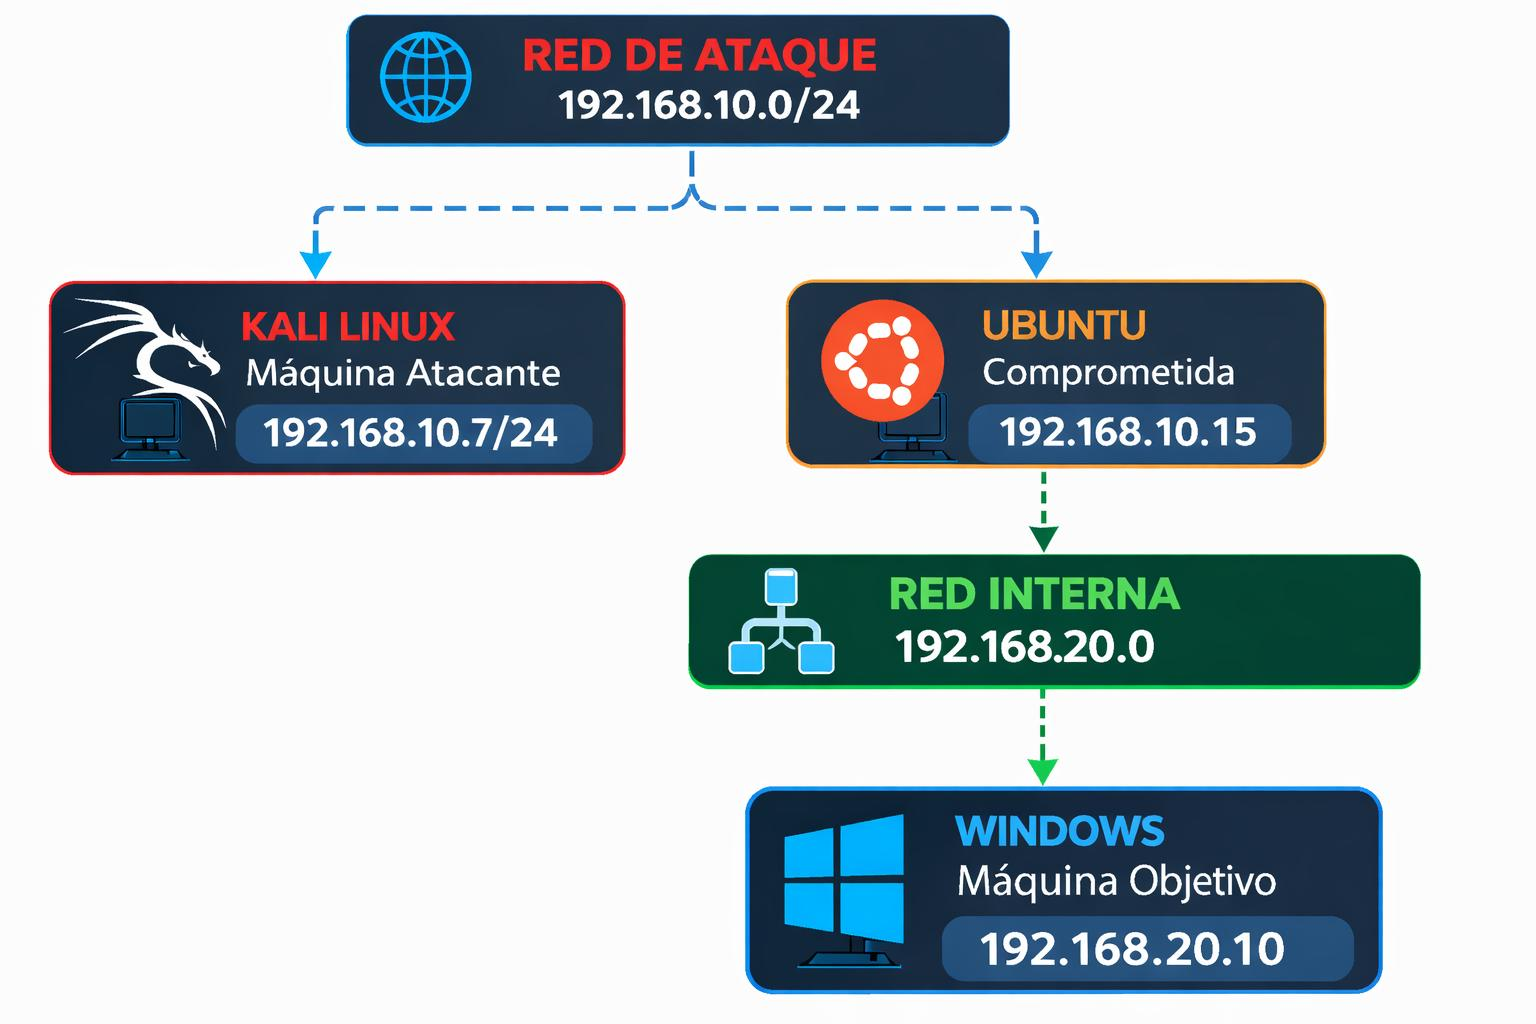 RED DE ATAQUE
192.168.10.0/24
KALI LINUX
Máquina Atacante
192.168.10.7/24
UBUNTU
Comprometida
192.168.10.15
RED INTERNA
192.168.20.0
WINDOWS
Máquina Objetivo
192.168.20.10